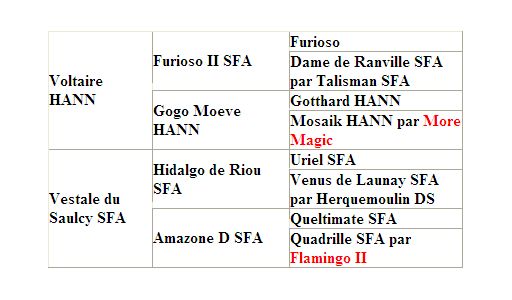 Voltaire
HANN
Furioso II SFA
Furioso
Dame de Ranville SFA
par Talisman SFA
Gogo Moeve
HANN
Gotthard HANN
Mosaik HANN par More
Magic
Vestale du
Saulcy SFA
Hidalgo de Riou
SFA
Uriel SFA
Venus de Launay SFA
par Herquemoulin DS
Amazone D SFA
Queltimate SFA
Quadrille SFA par
Flamingo II